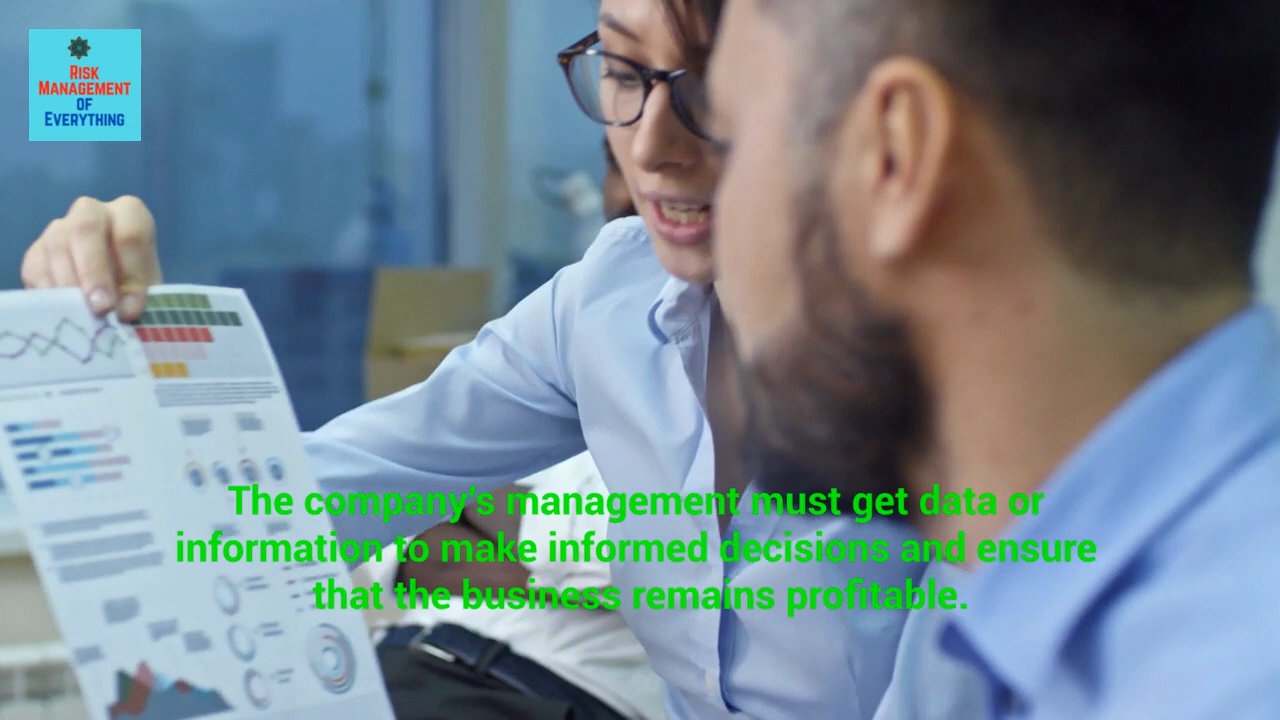 RISK
MANAGEMENT
OF
EVERYTHING
The company's management must get data or
information to make informed decisions and ensure
that the business remains profitable.